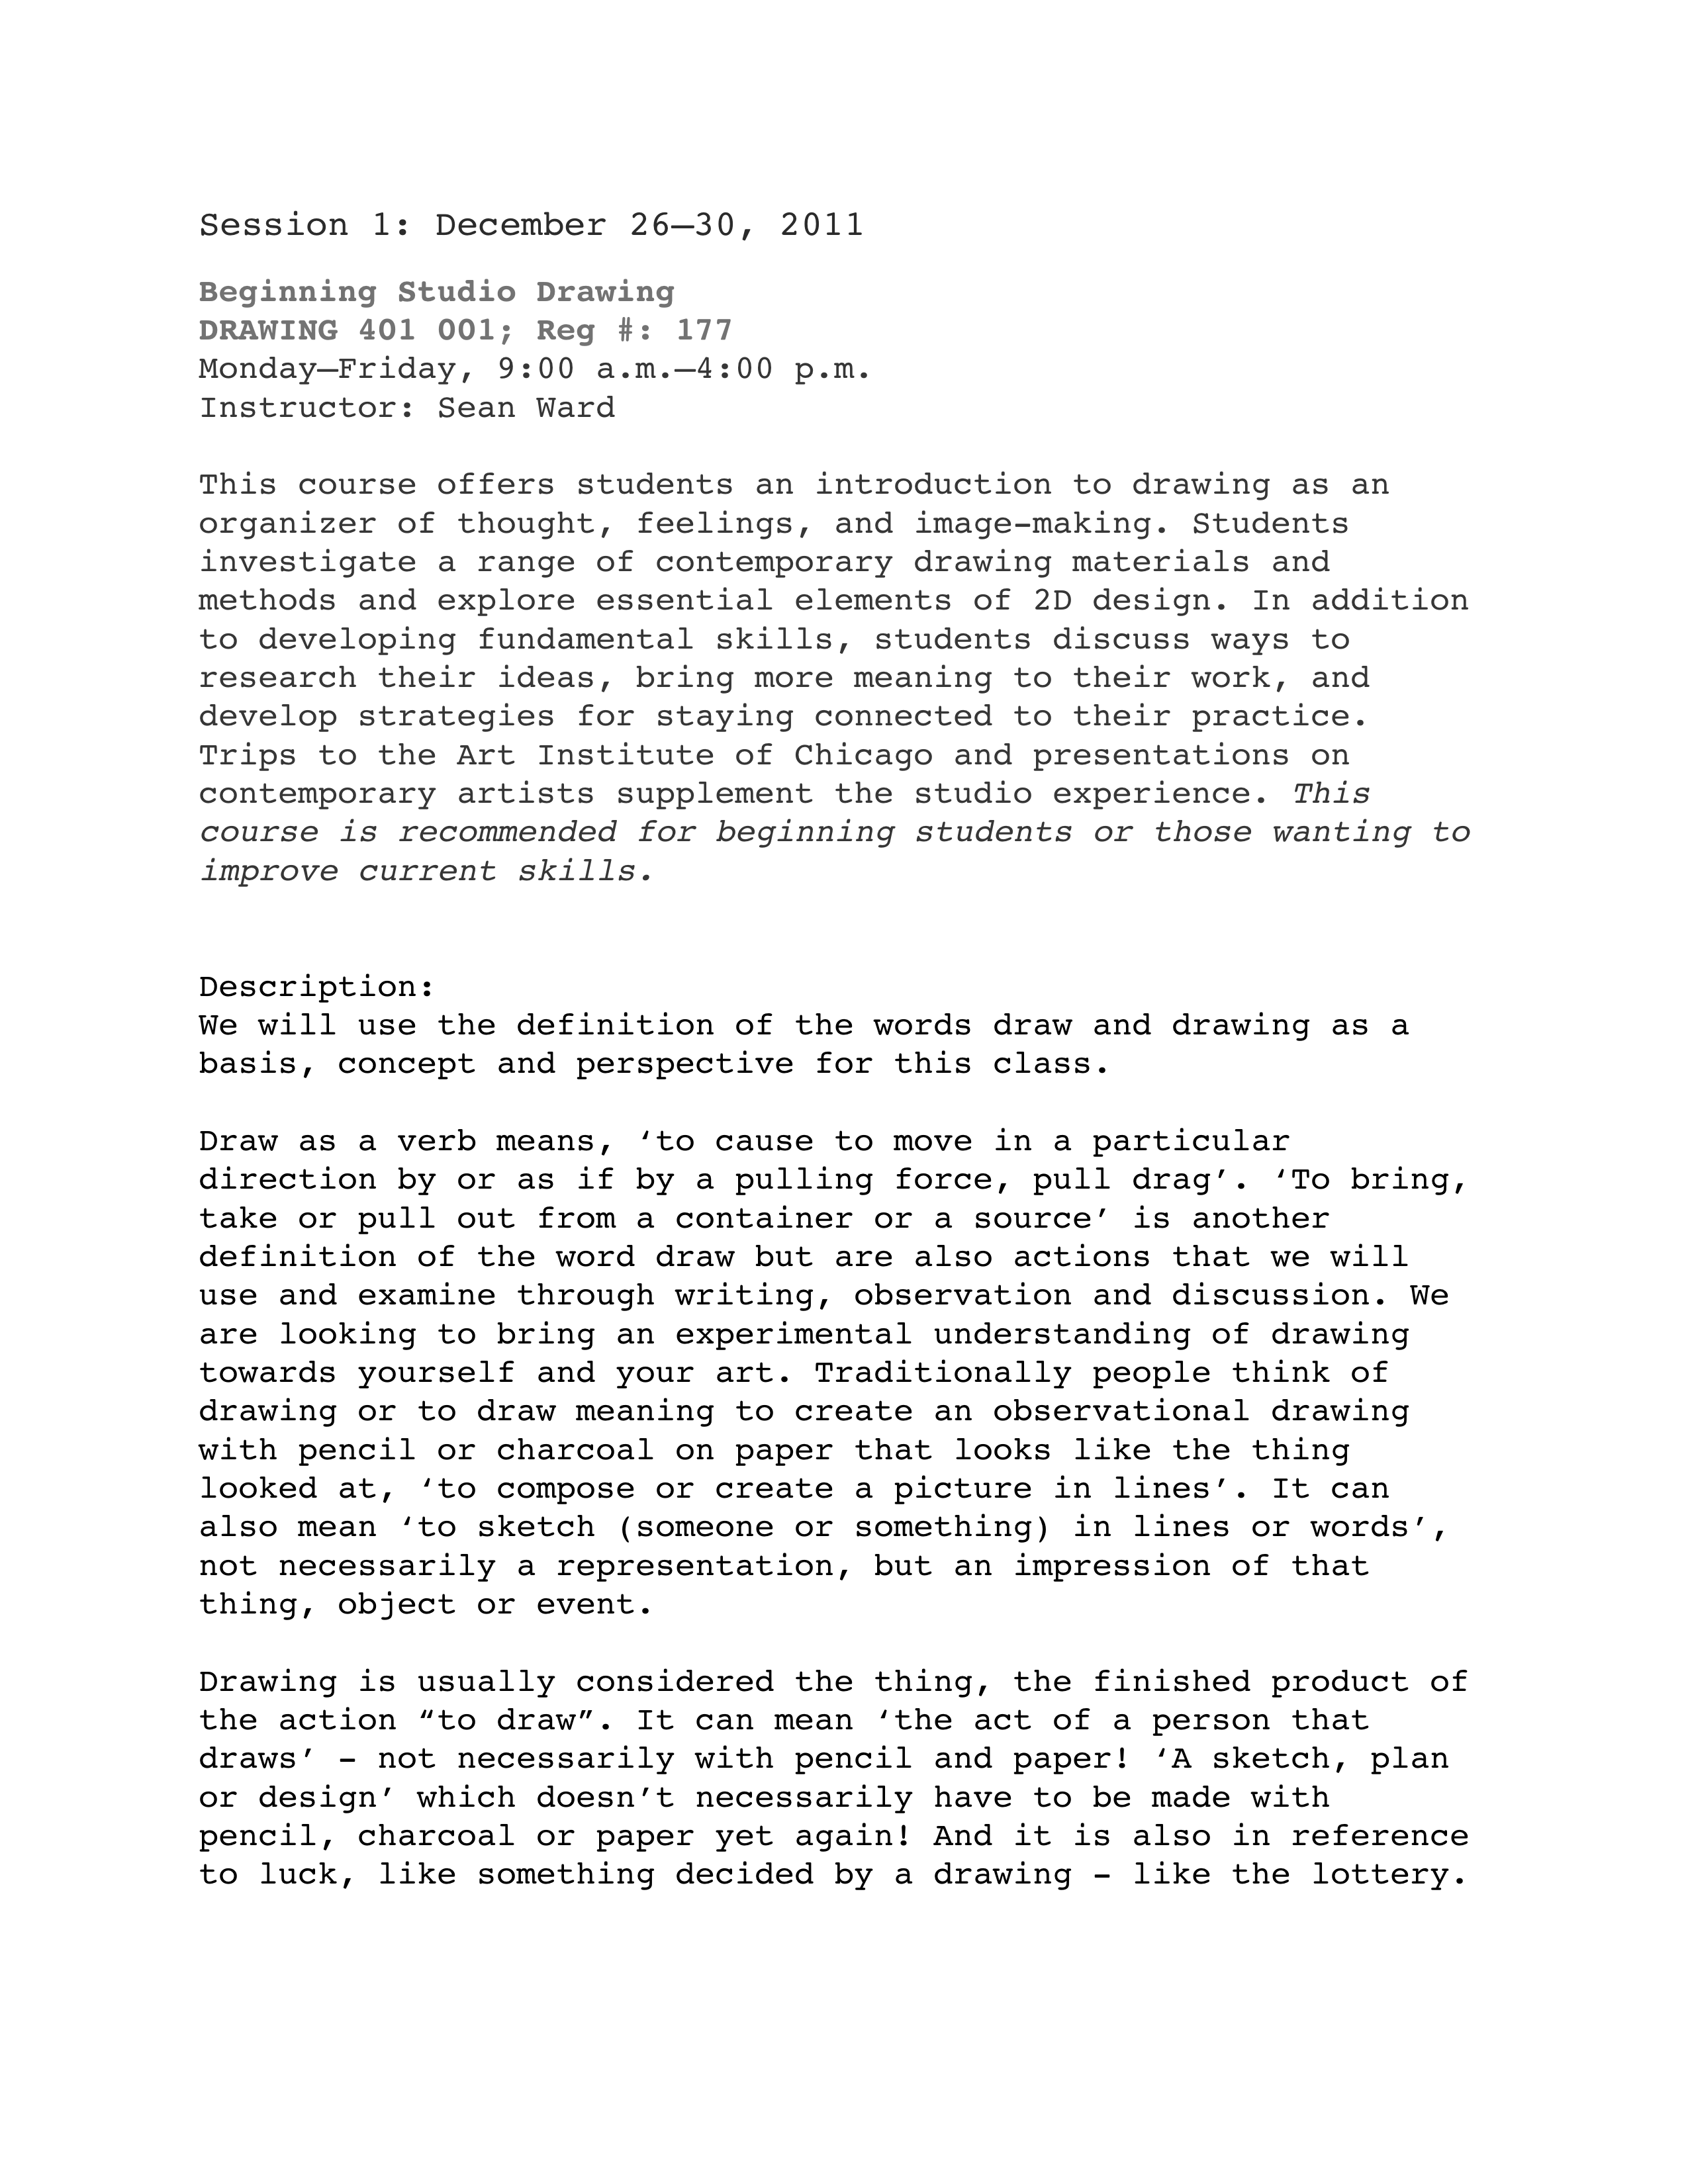 Session 1: December 26—30, 2011
Beginning Studio Drawing
DRAWING 401 001; Reg #: 177
Monday—Friday, 9:00 a.m.—4:00 p.m.
Instructor: Sean Ward
This course offers students an introduction to drawing as an
organizer of thought, feelings, and image-making. Students
investigate a range of contemporary drawing materials and
methods and explore essential elements of 2D design. In addition
to developing fundamental skills, students discuss ways to
research their ideas, bring more meaning to their work, and
develop strategies for staying connected to their practice.
Trips to the Art Institute of Chicago and presentations on
contemporary artists supplement the studio experience. This
course is recommended for beginning students or those wanting to
improve current skills.
Description:
We will use the definition of the words draw and drawing as a
basis, concept and perspective for this class.
Draw as a verb means, ‘to cause to move in a particular
direction by or as if by a pulling force, pull drag’. ‘To bring,
take or pull out from a container or a source’ is another
definition of the word draw but are also actions that we will
use and examine through writing, observation and discussion. We
are looking to bring an experimental understanding of drawing
towards yourself and your art. Traditionally people think of
drawing or to draw meaning to create an observational drawing
with pencil or charcoal on paper that looks like the thing
looked at, ‘to compose or create a picture in lines’. It can
also mean ‘to sketch (someone or something) in lines or words’,
not necessarily a representation, but an impression of that
thing, object or event.
Drawing is usually considered the thing, the finished product of
the action “to draw”. It can mean ‘the act of a person that
draws’ - not necessarily with pencil and paper! ‘A sketch, plan
or design’ which doesn’t necessarily have to be made with
pencil, charcoal or paper yet again! And it is also in reference
to luck, like something decided by a drawing - like the lottery.